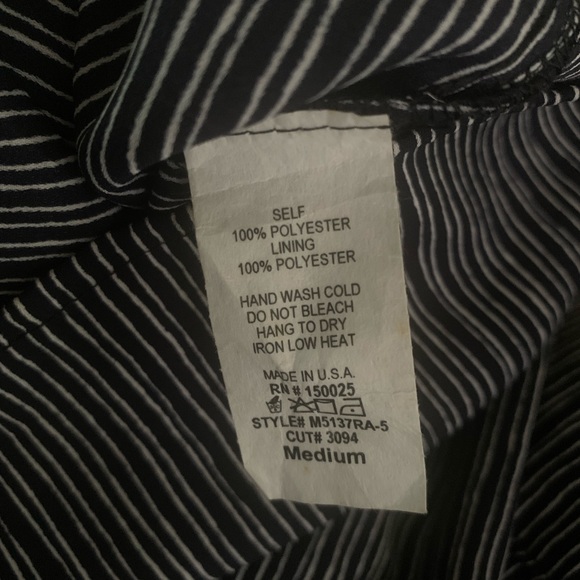 SELF
100% POLYESTER
LINING
100% POLYESTER
HAND WASH COLD
DO NOT BLEACH
HANG TO DRY
IRON LOW HEAT
MADE IN U.S.A.
RN # 150025
STYLE# M5137RA-5
CUT# 3094
Medium